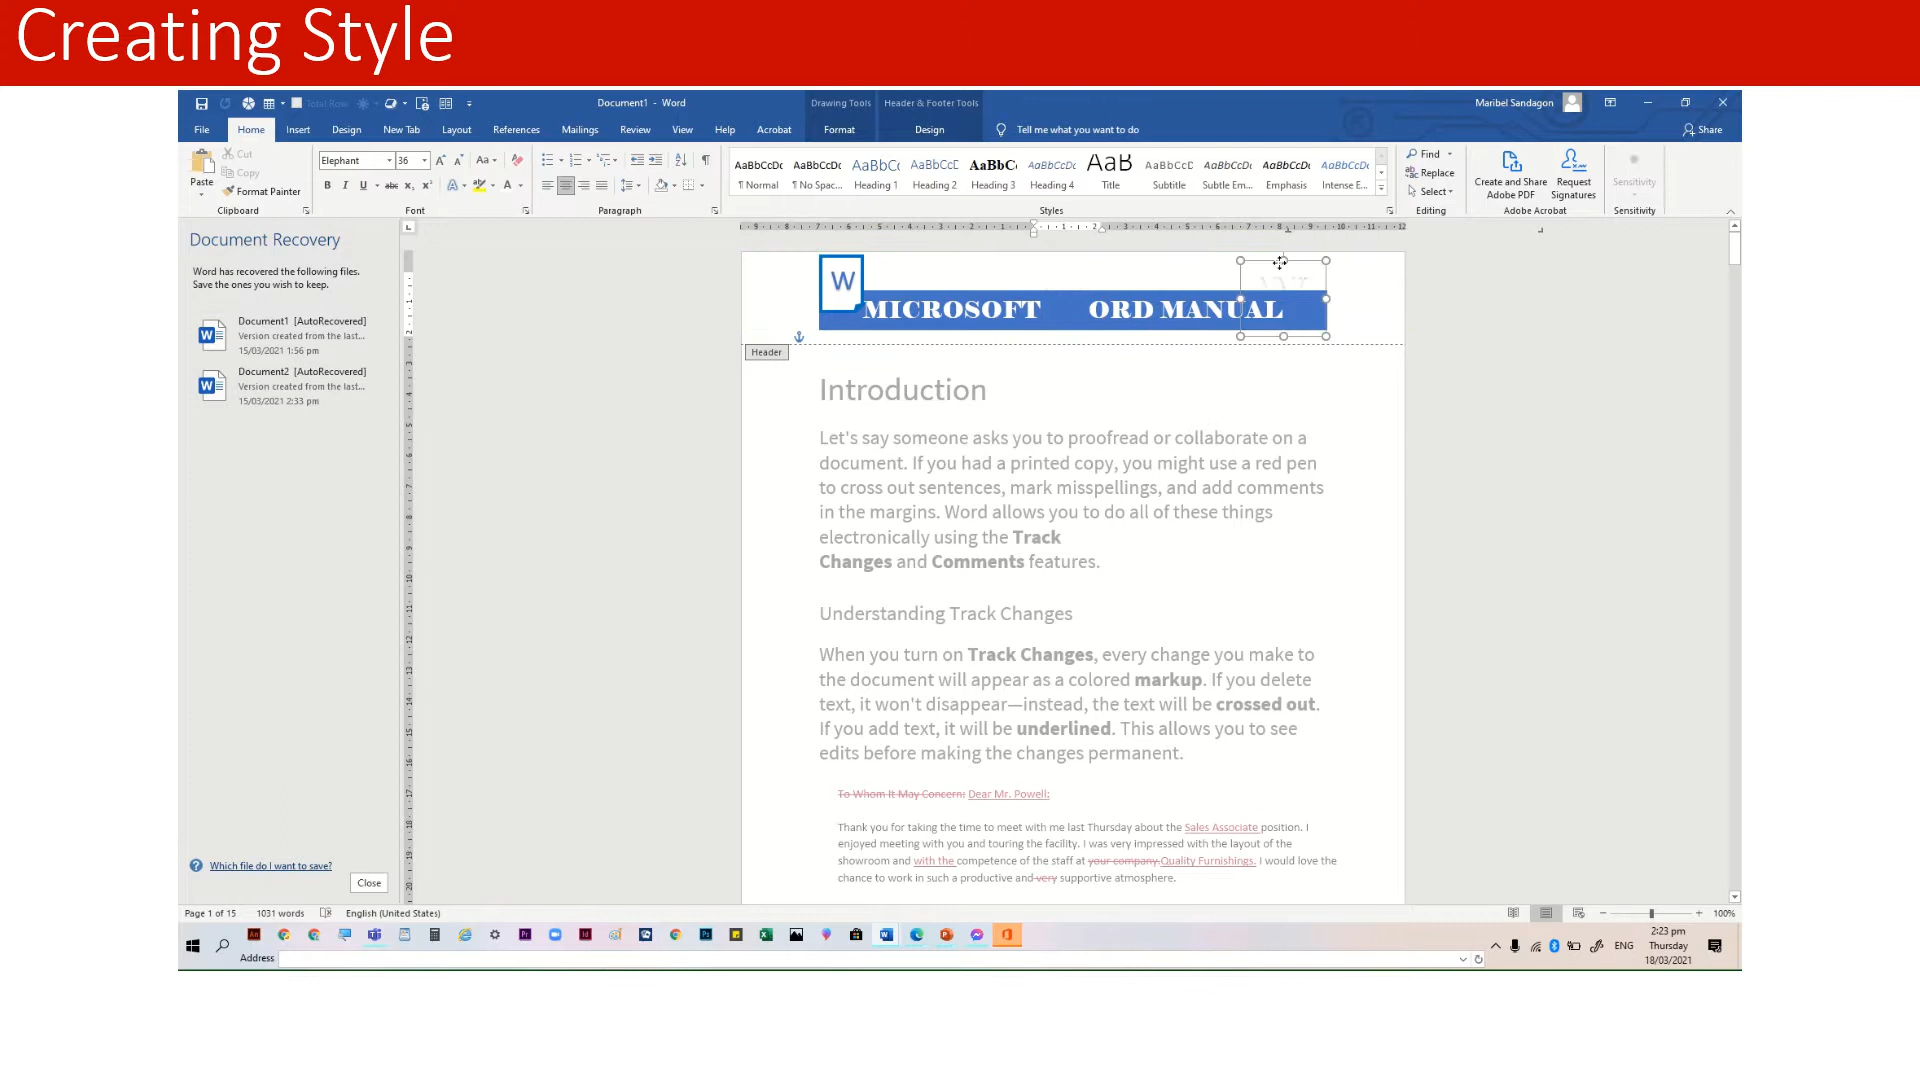 Creating Style
Total Row
Document1 - Word
Drawing Tools
Header & Footer Tools
Maribel Sandagon
File
Home
Insert
Design
New Tab
Layout
References
Mailings
Review
View
Help
Acrobat
Format
Design
Tell me what you want to do
Share
Paste
Cut
Copy
Format Painter
Clipboard
Elephant
36
Font
Paragraph
AaBbCcDc
¶ Normal
AaBbCcDc
¶ No Spac...
AaBbCc
Heading 1
AaBbCcD
Heading 2
AaBbC
Heading 3
AaBbCcDc
Heading 4
AaB
Title
AaBbCcD
Subtitle
AaBbCcDc
Subtle Em...
AaBbCcDc
Emphasis
AaBbCcDc
Intense E...
Styles
Find
Replace
Select
Editing
Create and Share
Adobe PDF
Request
Signatures
Adobe Acrobat
Sensitivity
Sensitivity
Document Recovery
Word has recovered the following files.
Save the ones you wish to keep.
Document1 [AutoRecovered]
Version created from the last...
15/03/2021 1:56 pm
Document2 [AutoRecovered]
Version created from the last...
15/03/2021 2:33 pm
Which file do I want to save?
Close
W
W
MICROSOFT ORD MANUAL
Header
Introduction
Let's say someone asks you to proofread or collaborate on a
document. If you had a printed copy, you might use a red pen
to cross out sentences, mark misspellings, and add comments
in the margins. Word allows you to do all of these things
electronically using the Track
Changes and Comments features.
Understanding Track Changes
When you turn on Track Changes, every change you make to
the document will appear as a colored markup. If you delete
text, it won't disappear—instead, the text will be crossed out.
If you add text, it will be underlined. This allows you to see
edits before making the changes permanent.
To Whom It May Concern: Dear Mr. Powell:
Thank you for taking the time to meet with me last Thursday about the Sales Associate position. I
enjoyed meeting with you and touring the facility. I was very impressed with the layout of the
showroom and with the competence of the staff at your company.Quality Furnishings. I would love the
chance to work in such a productive and very supportive atmosphere.
Page 1 of 15
1031 words
English (United States)
100%
Address
ENG
2:23 pm
Thursday
18/03/2021